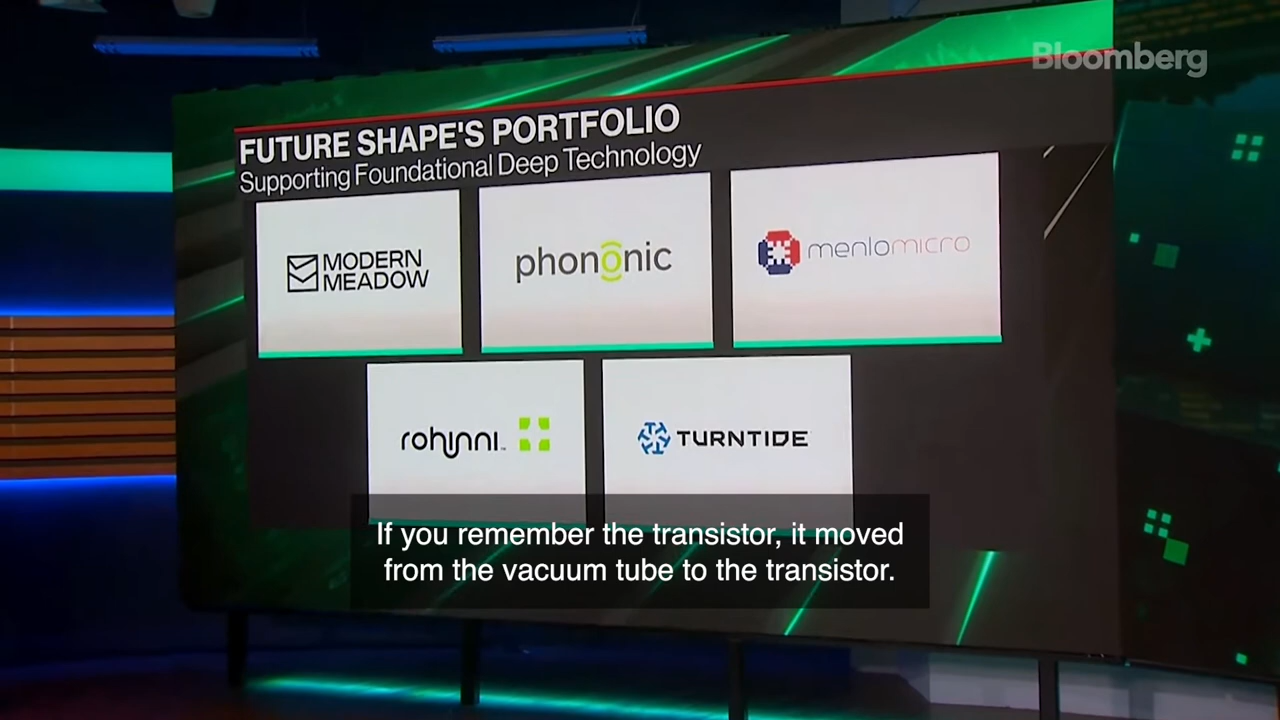 Bloomberg
FUTURE SHAPE'S PORTFOLIO
Supporting Foundational Deep Technology
MODERN
MEADOW
phononic
menlomicro
rohinni
TURNTIDE
If you remember the transistor, it moved
from the vacuum tube to the transistor.